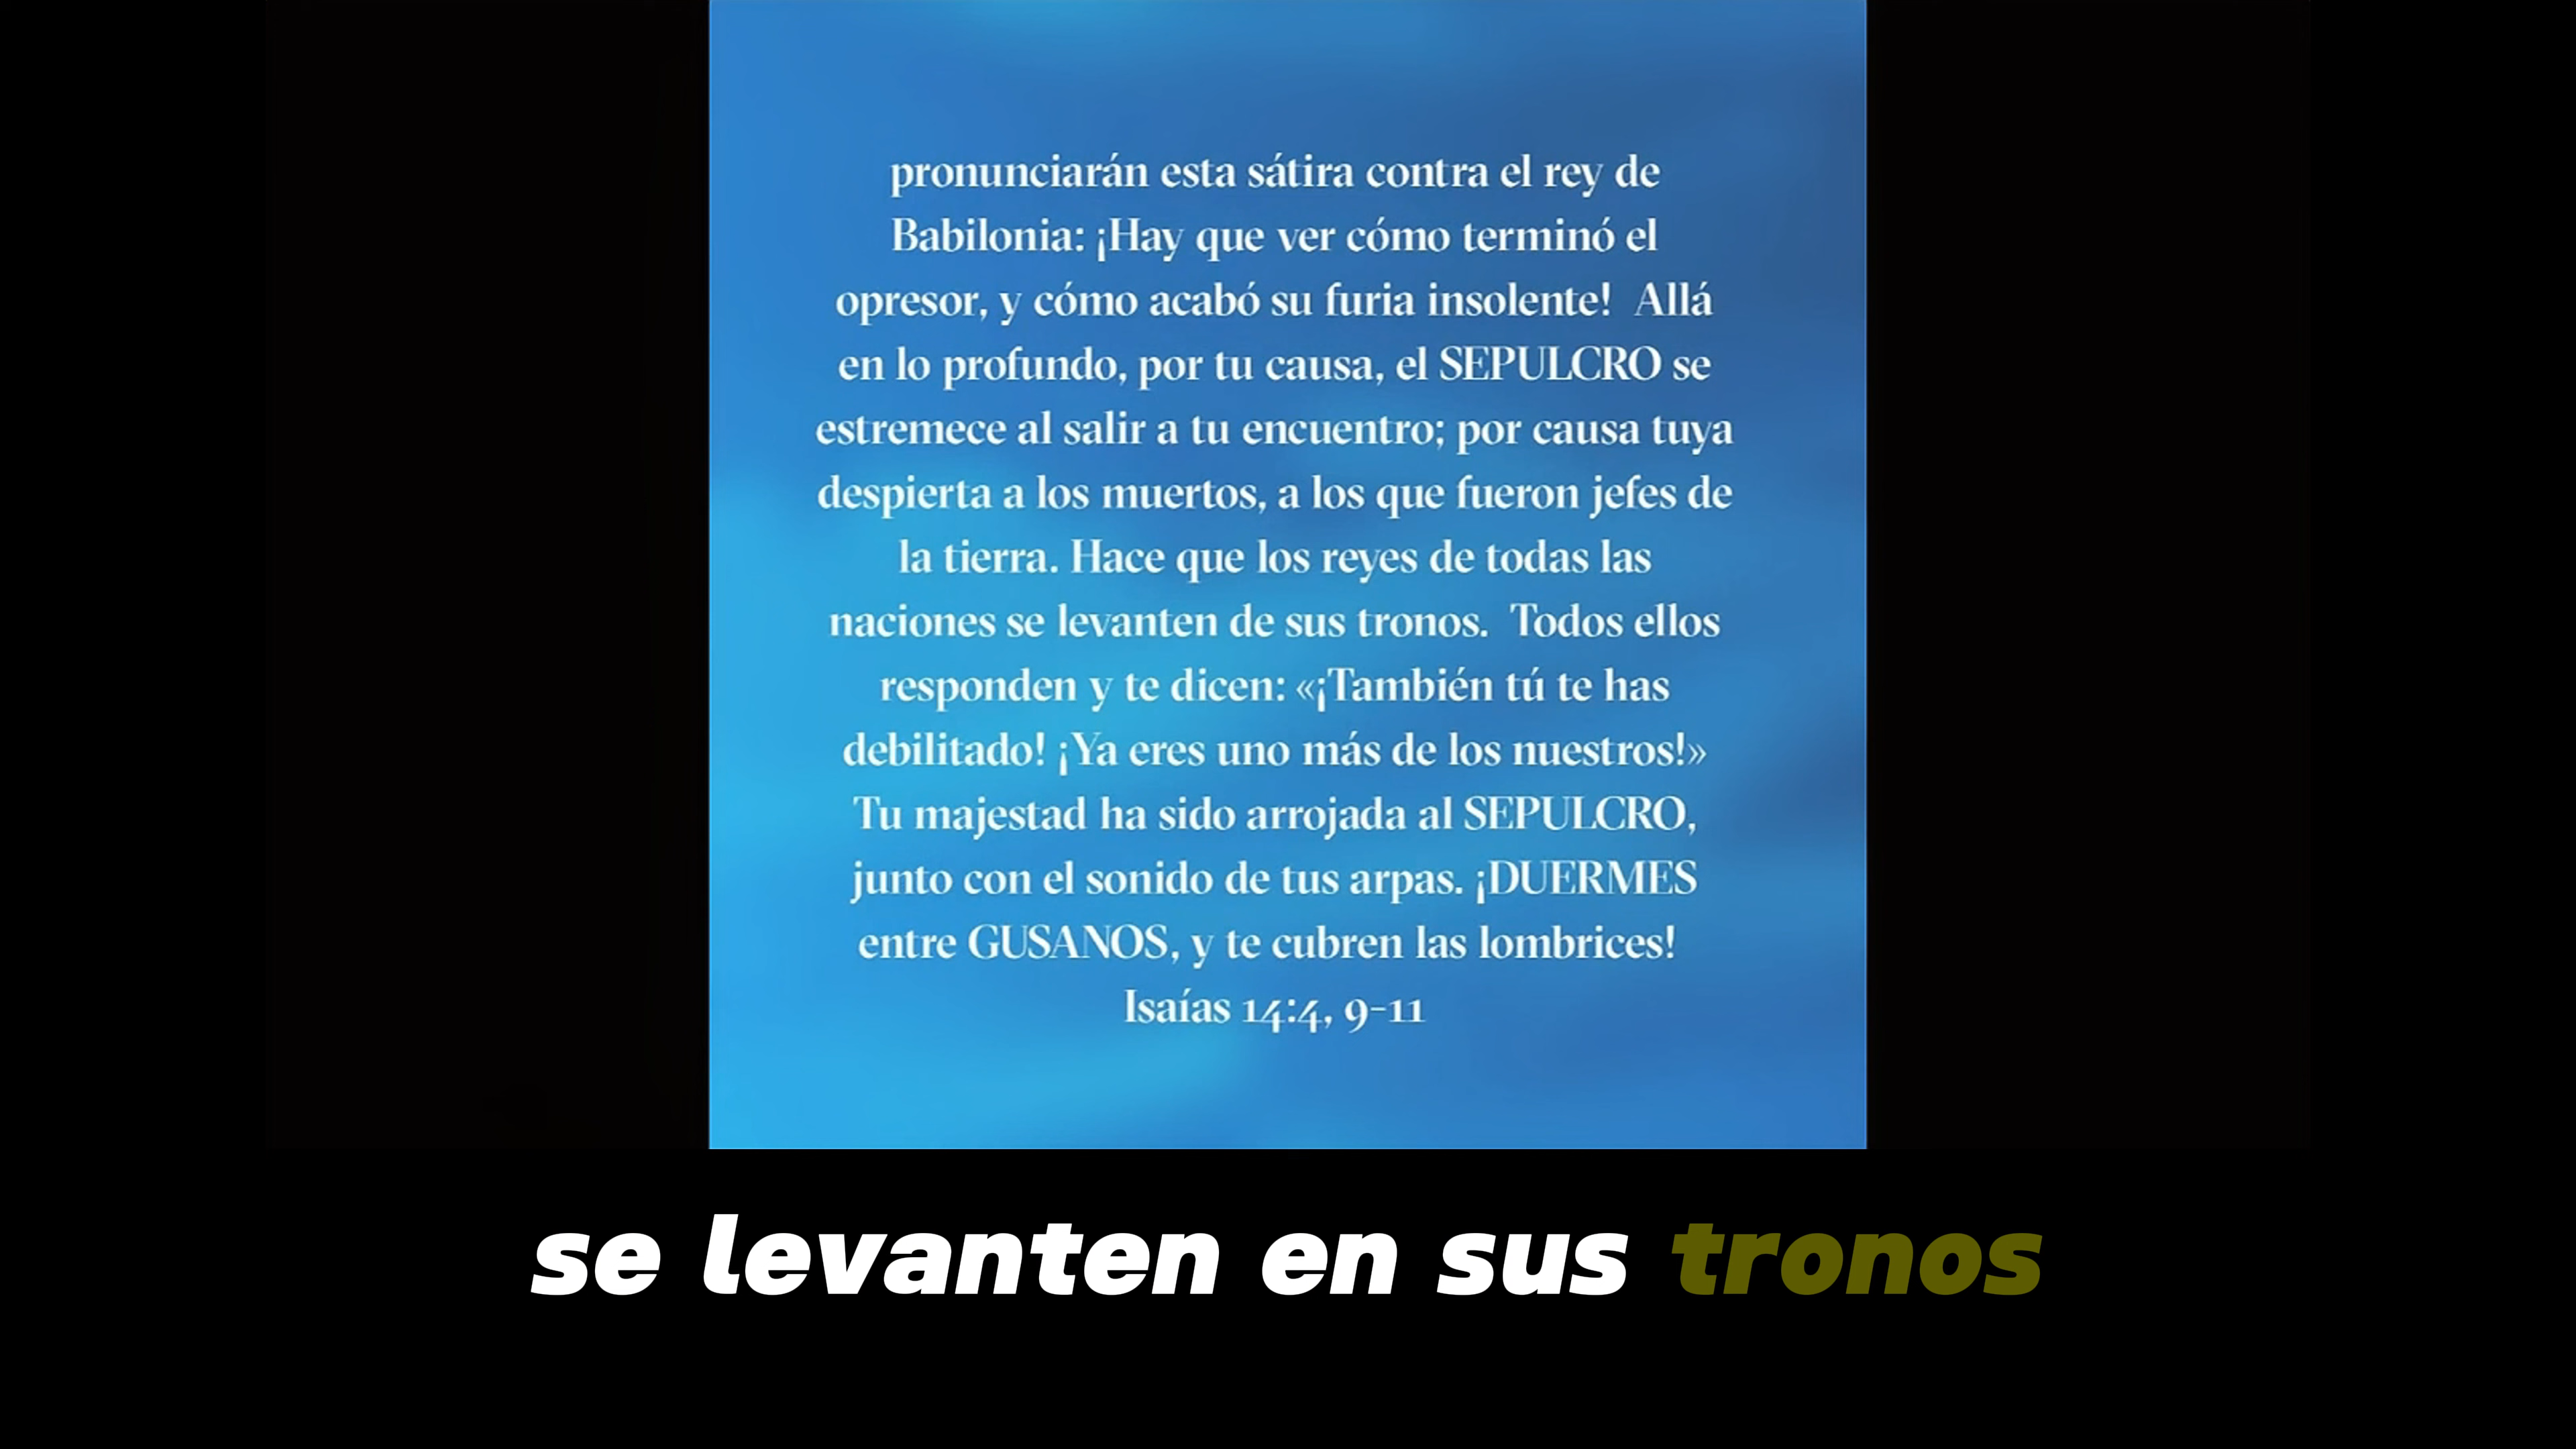 pronunciarán esta sátira contra el rey de
Babilonia: ¡Hay que ver cómo terminó el
opresor, y cómo acabó su furia insolente! Allá
en lo profundo, por tu causa, el SEPULCRO se
estremece al salir a tu encuentro; por causa tuya
despierta a los muertos, a los que fueron jefes de
la tierra. Hace que los reyes de todas las
naciones se levanten de sus tronos. Todos ellos
responden y te dicen: «¡También tú te has
debilitado! ¡Ya eres uno más de los nuestros!»
Tu majestad ha sido arrojada al SEPULCRO,
junto con el sonido de tus arpas. ¡DUERMES
entre GUSANOS, y te cubren las lombrices!
Isaías 14:4, 9-11
se levanten en sus tronos